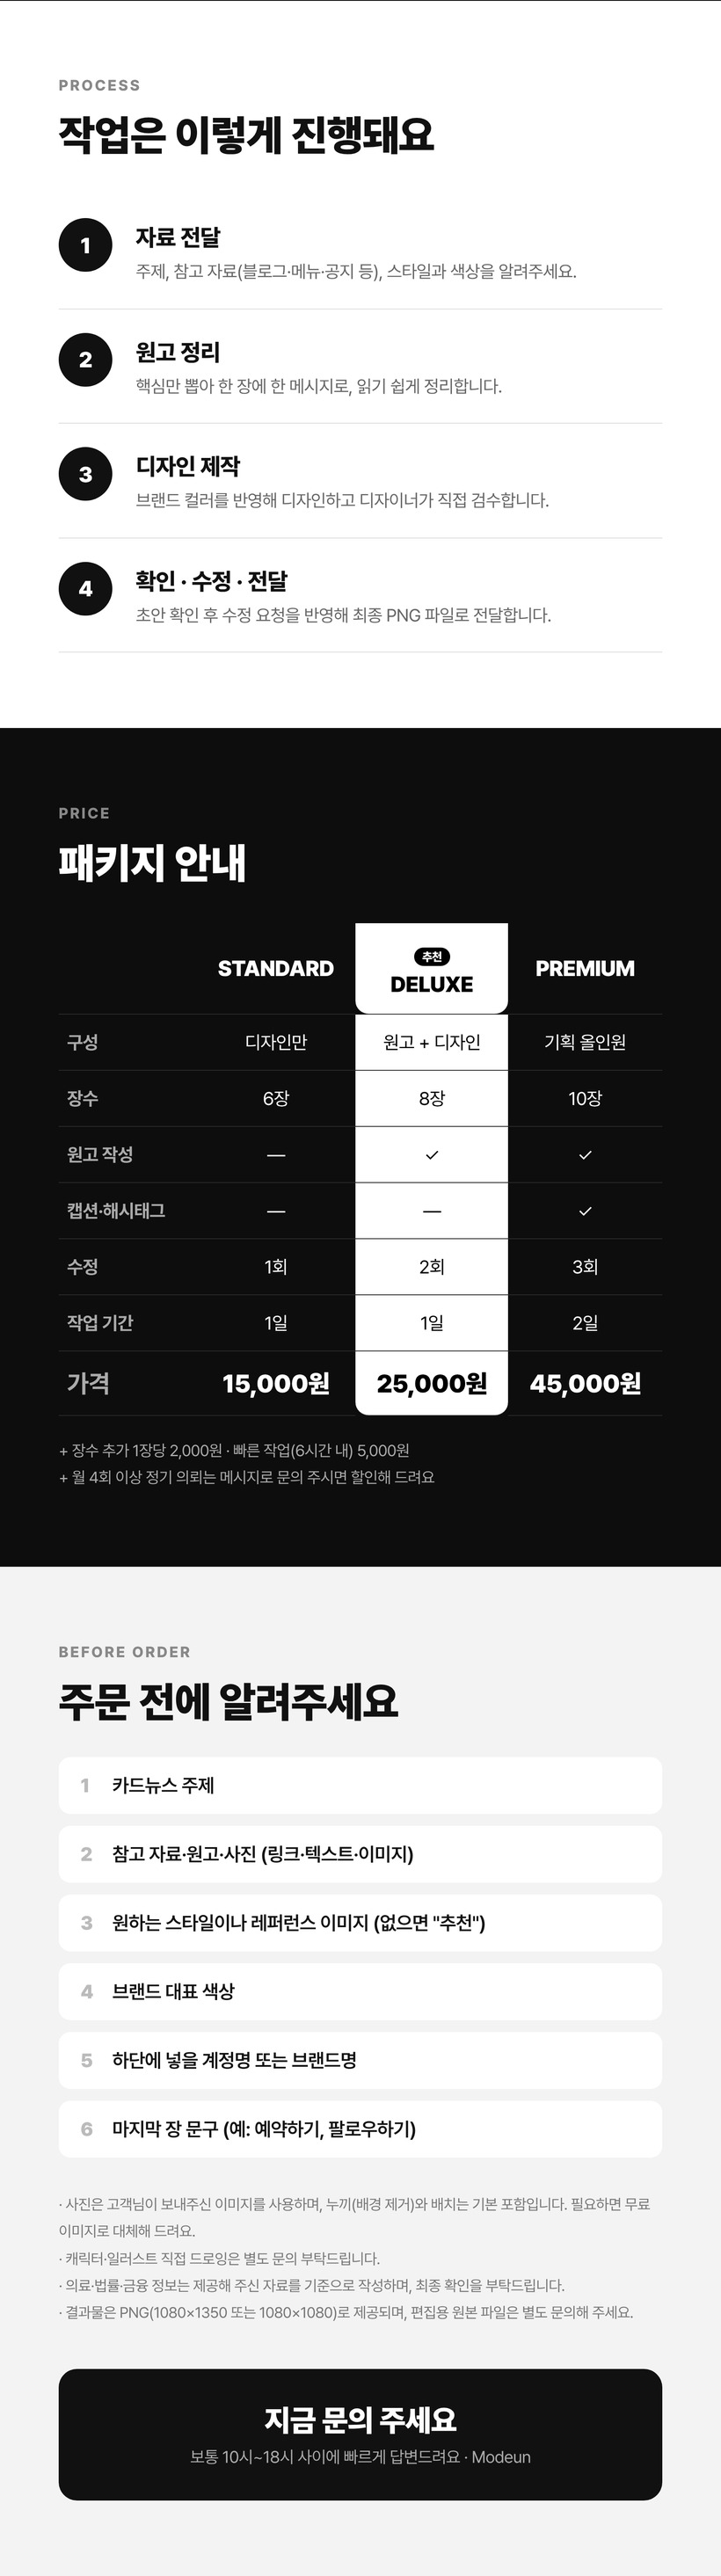 PROCESS
작업은 이렇게 진행돼요
1
자료 전달
주제, 참고 자료(블로그·메뉴·공지 등), 스타일과 색상을 알려주세요.
2
원고 정리
핵심만 뽑아 한 장에 한 메시지로, 읽기 쉽게 정리합니다.
3
디자인 제작
브랜드 컬러를 반영해 디자인하고 디자이너가 직접 검수합니다.
4
확인 · 수정 · 전달
초안 확인 후 수정 요청을 반영해 최종 PNG 파일로 전달합니다.
PRICE
패키지 안내
추천
STANDARD DELUXE PREMIUM
구성 디자인만 원고 + 디자인 기획 올인원
장수 6장 8장 10장
원고 작성 — ✓ ✓
캡션·해시태그 — — ✓
수정 1회 2회 3회
작업 기간 1일 1일 2일
가격 15,000원 25,000원 45,000원
+ 장수 추가 1장당 2,000원 · 빠른 작업(6시간 내) 5,000원
+ 월 4회 이상 정기 의뢰는 메시지로 문의 주시면 할인해 드려요
BEFORE ORDER
주문 전에 알려주세요
1 카드뉴스 주제
2 참고 자료·원고·사진 (링크·텍스트·이미지)
3 원하는 스타일이나 레퍼런스 이미지 (없으면 "추천")
4 브랜드 대표 색상
5 하단에 넣을 계정명 또는 브랜드명
6 마지막 장 문구 (예: 예약하기, 팔로우하기)
· 사진은 고객님이 보내주신 이미지를 사용하며, 누끼(배경 제거)와 배치는 기본 포함입니다. 필요하면 무료
이미지로 대체해 드려요.
· 캐릭터·일러스트 직접 드로잉은 별도 문의 부탁드립니다.
· 의료·법률·금융 정보는 제공해 주신 자료를 기준으로 작성하며, 최종 확인을 부탁드립니다.
· 결과물은 PNG(1080×1350 또는 1080×1080)로 제공되며, 편집용 원본 파일은 별도 문의해 주세요.
지금 문의 주세요
보통 10시~18시 사이에 빠르게 답변드려요 · Modeun